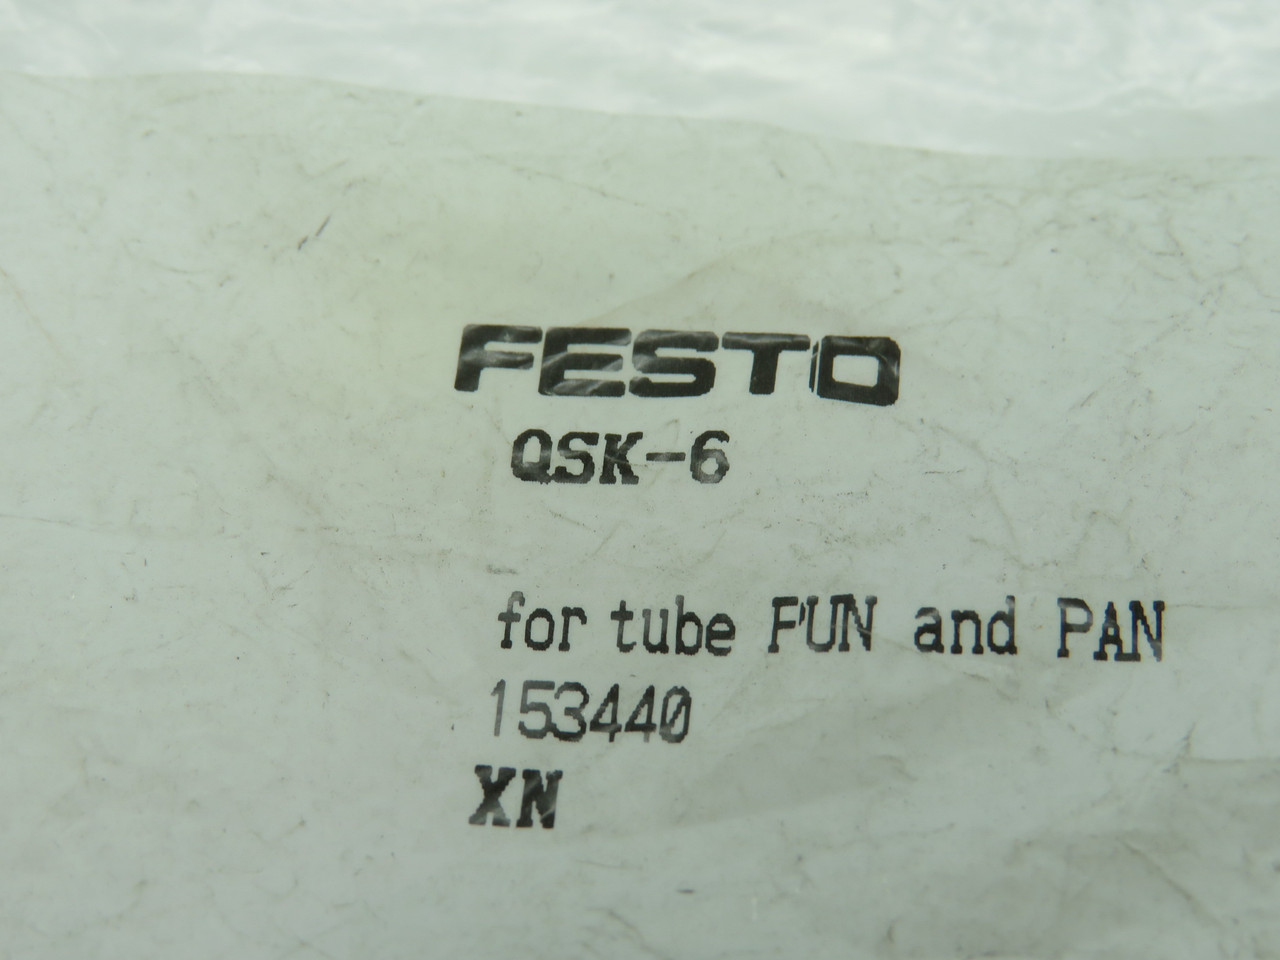 FESTO
QSK-6
for tube PUN and PAN
153440
XN